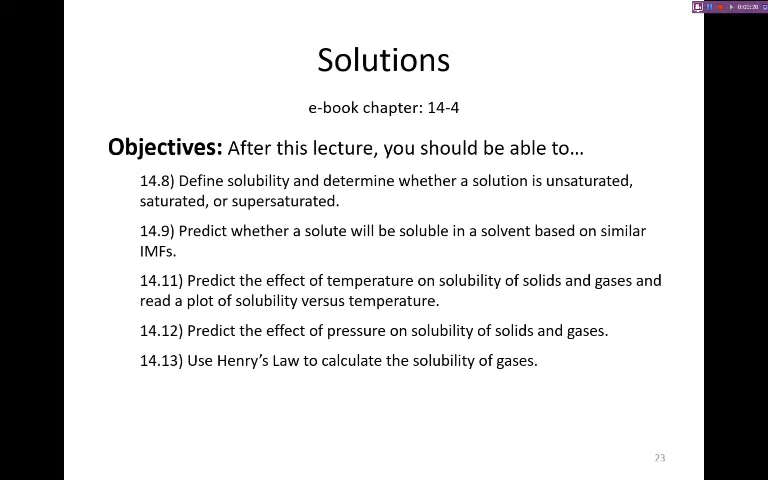 0:00:20
Solutions
e-book chapter: 14-4
Objectives: After this lecture, you should be able to…
14.8) Define solubility and determine whether a solution is unsaturated,
saturated, or supersaturated.
14.9) Predict whether a solute will be soluble in a solvent based on similar
IMFs.
14.11) Predict the effect of temperature on solubility of solids and gases and
read a plot of solubility versus temperature.
14.12) Predict the effect of pressure on solubility of solids and gases.
14.13) Use Henry’s Law to calculate the solubility of gases.
23